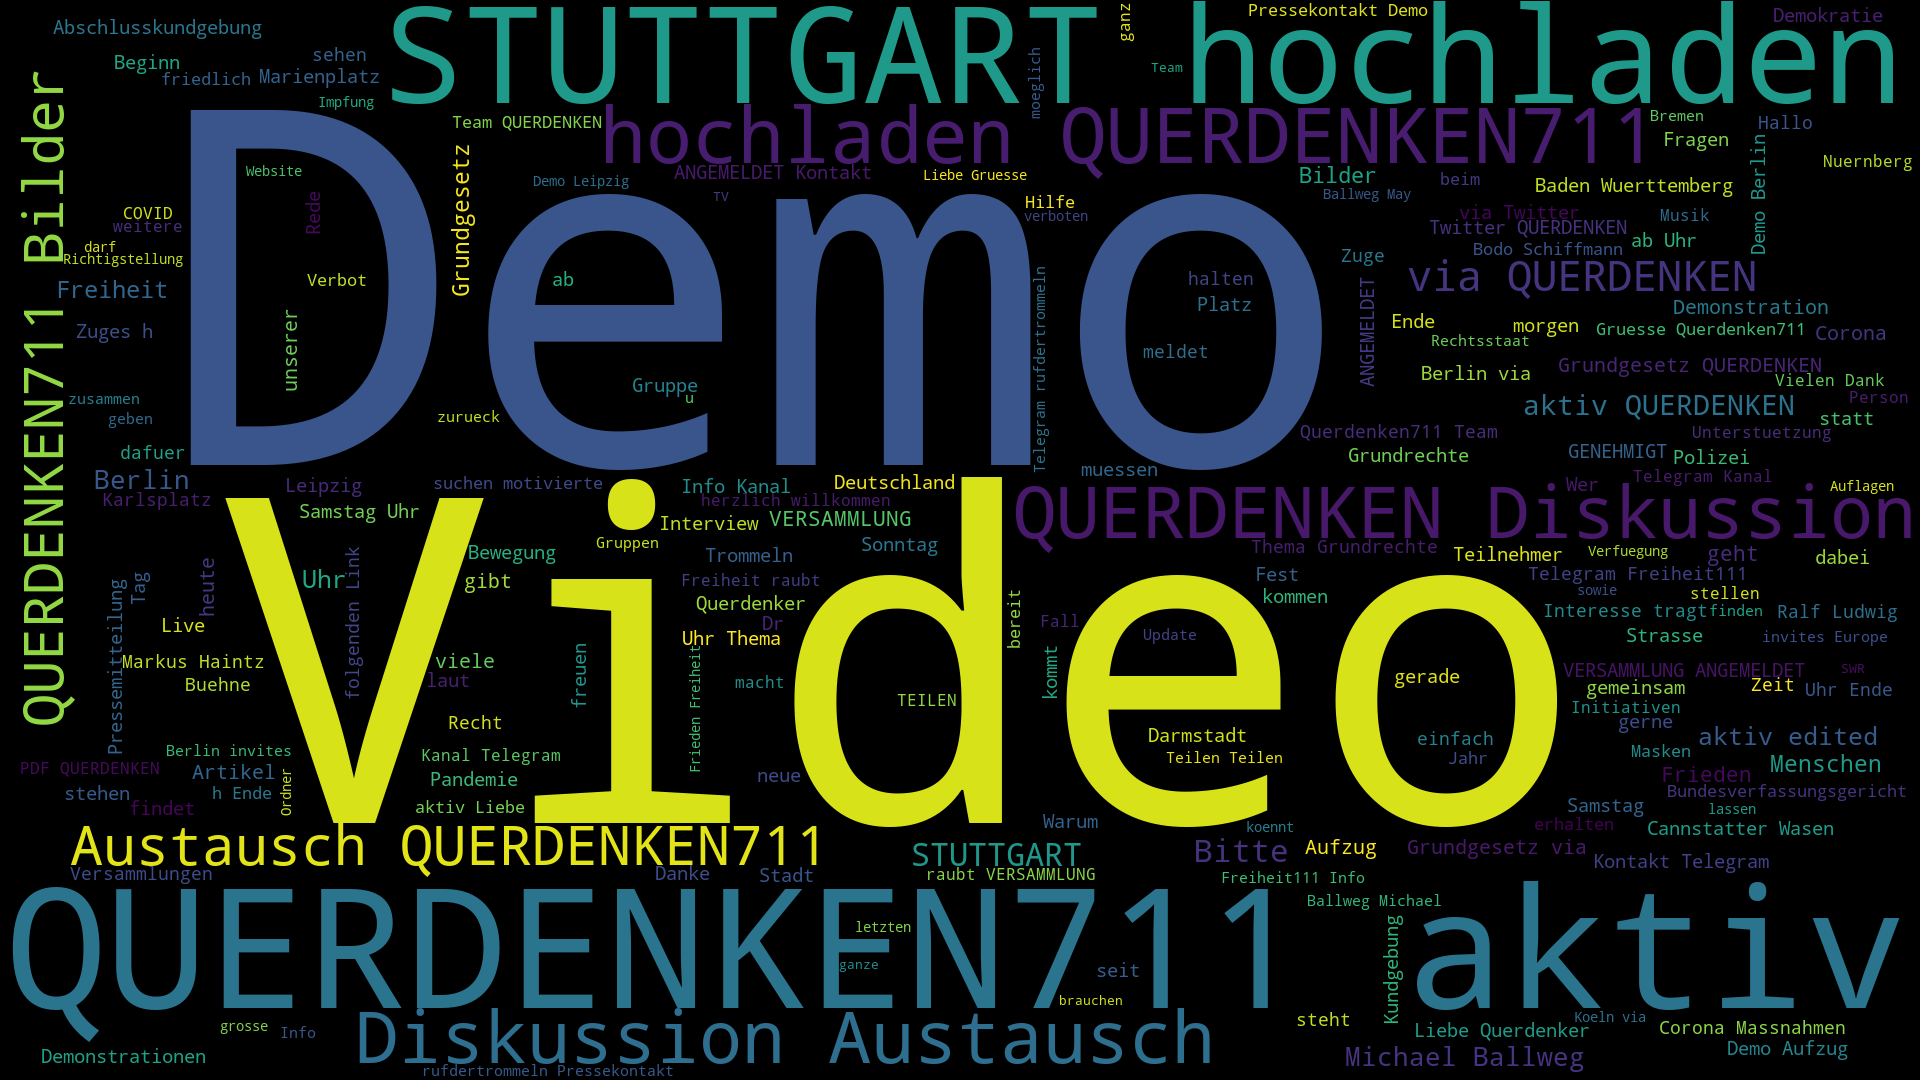 Abschlusskundgebung
STUTTGART
ganz
Pressekontakt Demo
hochladen
Demokratie
Beginn
sehen
friedlich
Marienplatz
Impfung
moeglich
Team
QUERDENKEN711 Bilder
Team QUERDENKEN
hochladen QUERDENKEN711
Bremen
Hallo
Fragen
Nuernberg
Website
Rede
Demo
Grundgesetz
Demo Leipzig
ANGEMELDET Kontakt
TV
Liebe Gruesse
Hilfe
verboten
Bilder
Ballweg May
beim
Baden Wuerttemberg
Demo Berlin
COVID
weitere
darf
Richtigstellung
via Twitter
Twitter QUERDENKEN
Musik
ab Uhr
Bodo Schiffmann
Zuge
Freiheit
Verbot
ab
halten
Platz
via QUERDENKEN
Demonstration
Zuges h
unserer
Telegram rufdertrommeln
meldet
ANGEMELDET
Ende
morgen
Gruesse Querdenken711
Corona
Rechtsstaat
Grundgesetz QUERDENKEN
Berlin via
Vielen Dank
Person
zusammen
geben
Gruppe
u
zurueck
aktiv QUERDENKEN
statt
dafuer
Querdenken711 Team
Unterstuetzung
Grundrechte
GENEHMIGT
Polizei
Berlin
Karlsplatz
Leipzig
Samstag Uhr
suchen motivierte
Info Kanal
herzlich willkommen
Deutschland
muessen
Wer
Telegram Kanal
Auflagen
QUERDENKEN Diskussion
Video
Gruppen
Interview
VERSAMMLUNG
Bewegung
Trommeln
Sonntag
Thema Grundrechte
Teilnehmer
Verfuegung
geht
dabei
Pressemitteilung
Tag
heute
Uhr
folgenden Link
gibt
Freiheit raubt
Querdenker
Dr
Uhr Thema
bereit
Fest
kommen
Telegram Freiheit111
sowie
stellen
Interesse tragt
finden
Ralf Ludwig
Live
Fall
Update
Strasse
invites Europe
Markus Haintz
Buehne
viele
laut
freuen
Frieden Freiheit
macht
TEILEN
kommt
gerade
VERSAMMLUNG ANGEMELDET
SWR
gemeinsam
Zeit
Uhr Ende
Initiativen
gerne
Recht
Darmstadt
einfach
aktiv edited
Berlin invites
Kanal Telegram
Teilen Teilen
Jahr
Masken
PDF QUERDENKEN
Artikel
Ordner
Pandemie
neue
Frieden
Menschen
stehen
h Ende
Bundesverfassungsgericht
findet
aktiv Liebe
Samstag
lassen
Warum
koennt
erhalten
Cannstatter Wasen
Austausch QUERDENKEN711
STUTTGART
Bitte
Aufzug
Grundgesetz via
Kontakt Telegram
Versammlungen
Danke
Stadt
raubt VERSAMMLUNG
Freiheit111 Info
Ballweg Michael
QUERDENKEN711
aktiv
letzten
ganze
seit
brauchen
Kundgebung
grosse
Info
Diskussion Austausch
steht
Koeln via
Liebe Querdenker
Corona Massnahmen
Demonstrationen
rufdertrommeln Pressekontakt
Michael Ballweg
Demo Aufzug